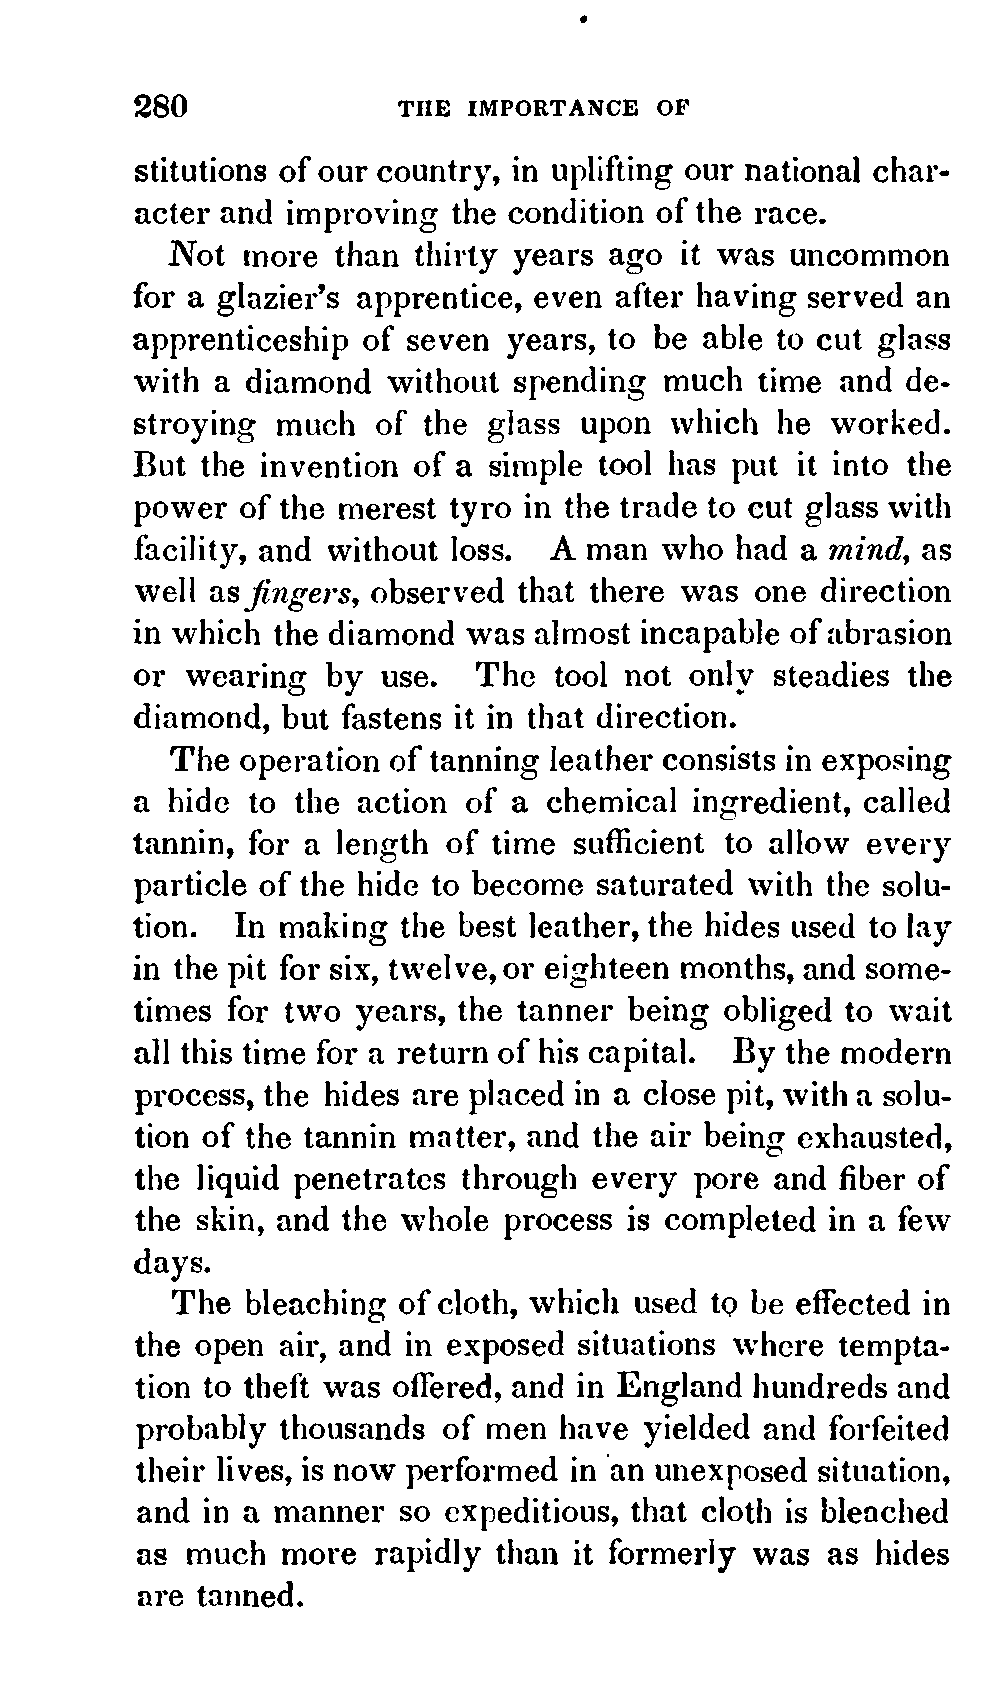 280 THE IMPORTANCE OF
stitutions of our country, in uplifting our national char-
acter and improving the condition of the race.
Not more than thirty years ago it was uncommon
for a glazier's apprentice, even after having served an
apprenticeship of seven years, to be able to cut glass
with a diamond without spending much time and de-
stroying much of the glass upon which he worked.
But the invention of a simple tool has put it into the
power of the merest tyro in the trade to cut glass with
facility, and without loss. A man who had a mind, as
well as fingers, observed that there was one direction
in which the diamond was almost incapable of abrasion
or wearing by use. The tool not only steadies the
diamond, but fastens it in that direction.
The operation of tanning leather consists in exposing
a hide to the action of a chemical ingredient, called
tannin, for a length of time sufficient to allow every
particle of the hide to become saturated with the solu-
tion. In making the best leather, the hides used to lay
in the pit for six, twelve, or eighteen months, and some-
times for two years, the tanner being obliged to wait
all this time for a return of his capital. By the modern
process, the hides are placed in a close pit, with a solu-
tion of the tannin matter, and the air being exhausted,
the liquid penetrates through every pore and fiber of
the skin, and the whole process is completed in a few
days.
The bleaching of cloth, which used to be effected in
the open air, and in exposed situations where tempta-
tion to theft was offered, and in England hundreds and
probably thousands of men have yielded and forfeited
their lives, is now performed in an unexposed situation,
and in a manner so expeditious, that cloth is bleached
as much more rapidly than it formerly was as hides
are tanned.